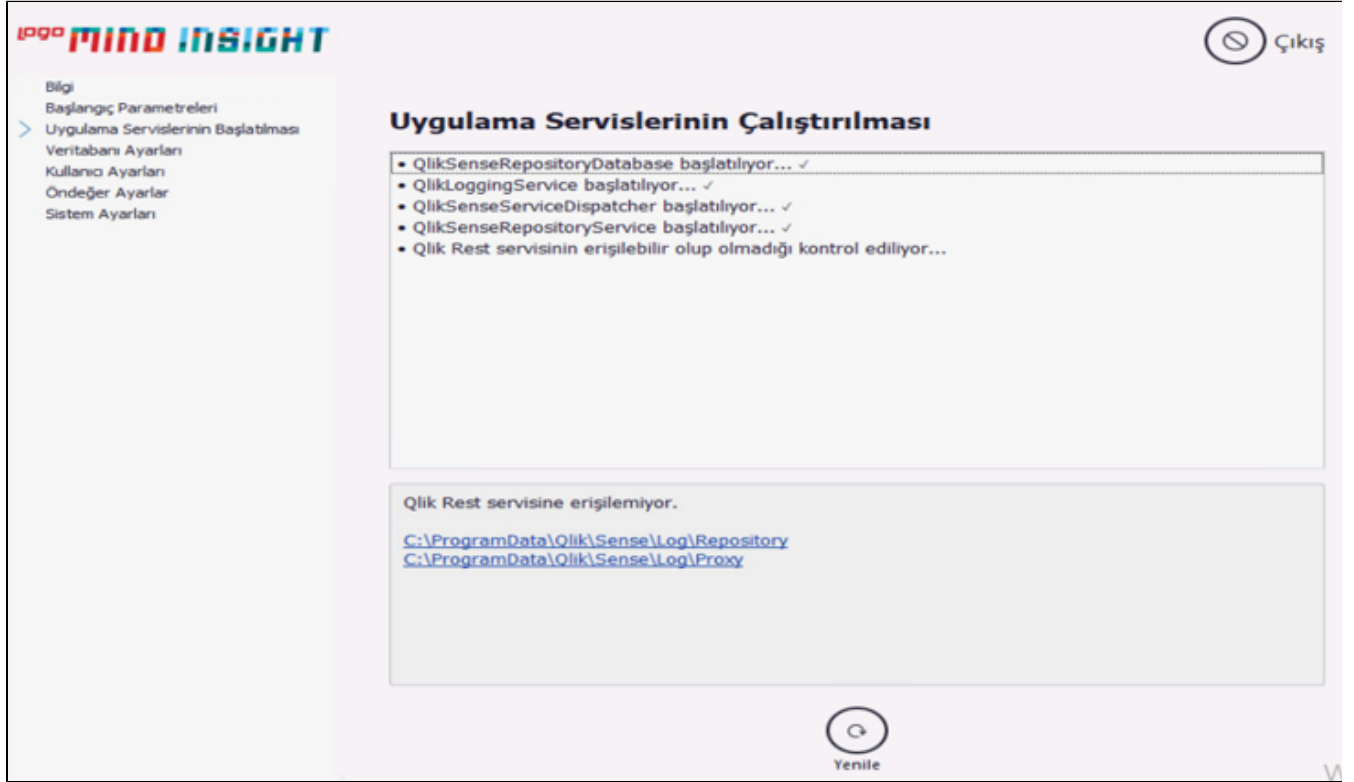 LOGO MIND INSIGHT
Çıkış
Bilgi
Başlangıç Parametreleri
Uygulama Servislerinin Başlatılması
Veritabanı Ayarları
Kullanıcı Ayarları
Öndeğer Ayarlar
Sistem Ayarları
Uygulama Servislerinin Çalıştırılması
• QlikSenseRepositoryDatabase başlatılıyor... ✓
• QlikLoggingService başlatılıyor... ✓
• QlikSenseServiceDispatcher başlatılıyor... ✓
• QlikSenseRepositoryService başlatılıyor... ✓
• Qlik Rest servisinin erişilebilir olup olmadığı kontrol ediliyor...
Qlik Rest servisine erişilemiyor.
C:\ProgramData\Qlik\Sense\Log\Repository
C:\ProgramData\Qlik\Sense\Log\Proxy
Yenile